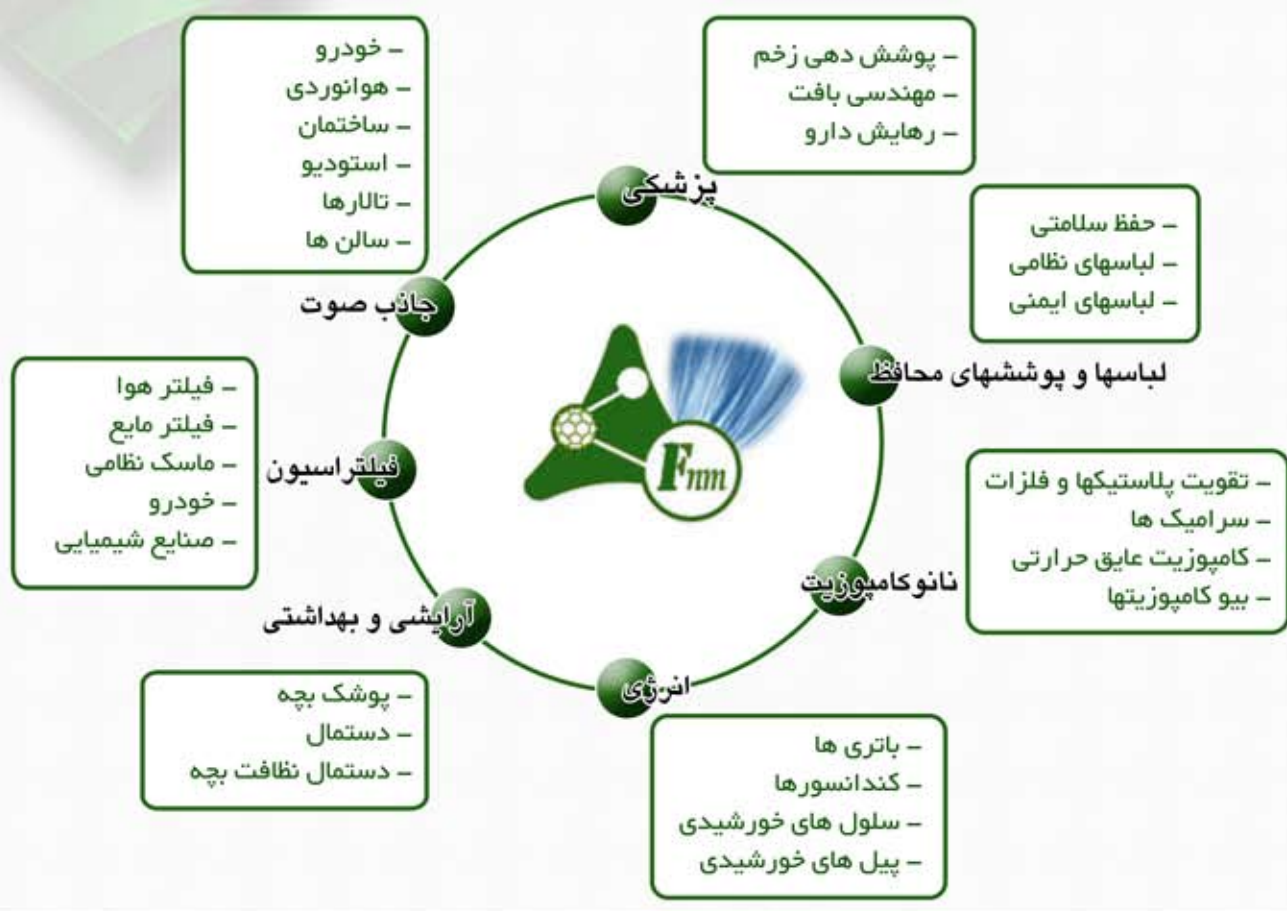 پزشکی
- پوشش دهی زخم
- مهندسی بافت
- رهایش دارو
لباسها و پوششهای محافظ
- حفظ سلامتی
- لباسهای نظامی
- لباسهای ایمنی
نانوکامپوزیت
- تقویت پلاستیکها و فلزات
- سرامیک ها
- کامپوزیت عایق حرارتی
- بیو کامپوزیتها
انرژی
- باتری ها
- کندانسورها
- سلول های خورشیدی
- پیل های خورشیدی
آرایشی و بهداشتی
- پوشک بچه
- دستمال
- دستمال نظافت بچه
فیلتراسیون
- فیلتر هوا
- فیلتر مایع
- ماسک نظامی
- خودرو
- صنایع شیمیایی
جاذب صوت
- خودرو
- هوانوردی
- ساختمان
- استودیو
- تالارها
- سالن ها
Fnm